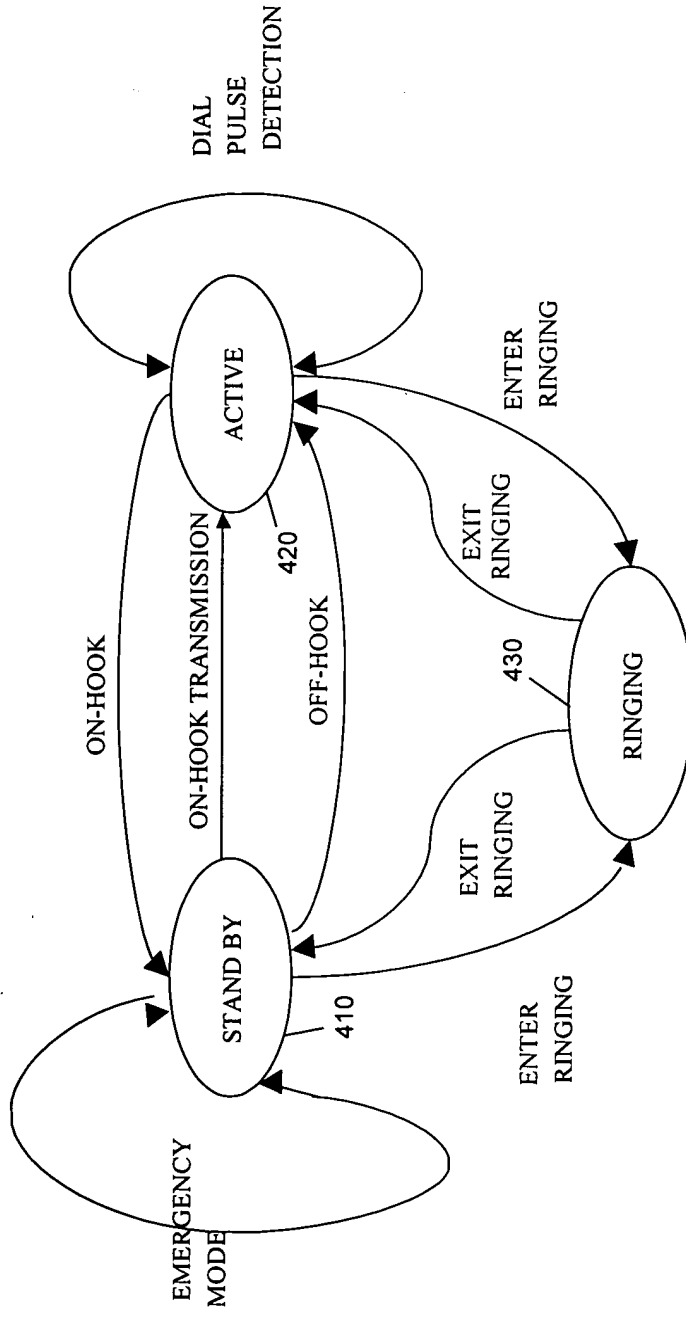 ON-HOOK
ON-HOOK TRANSMISSION
OFF-HOOK
EMERGENCY
MODE
STAND BY
410
ACTIVE
420
DIAL
PULSE
DETECTION
ENTER
RINGING
EXIT
RINGING
EXIT
RINGING
ENTER
RINGING
430
RINGING